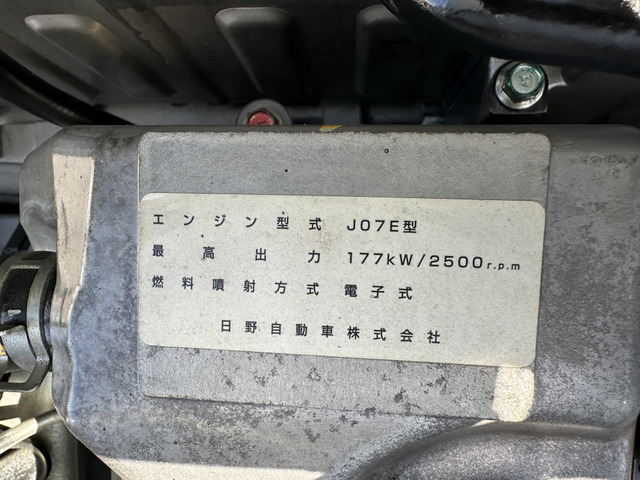 エンジン型式 J07E型
最高出力 177kW/2500r.p.m
燃料噴射方式 電子式
日野自動車株式会社